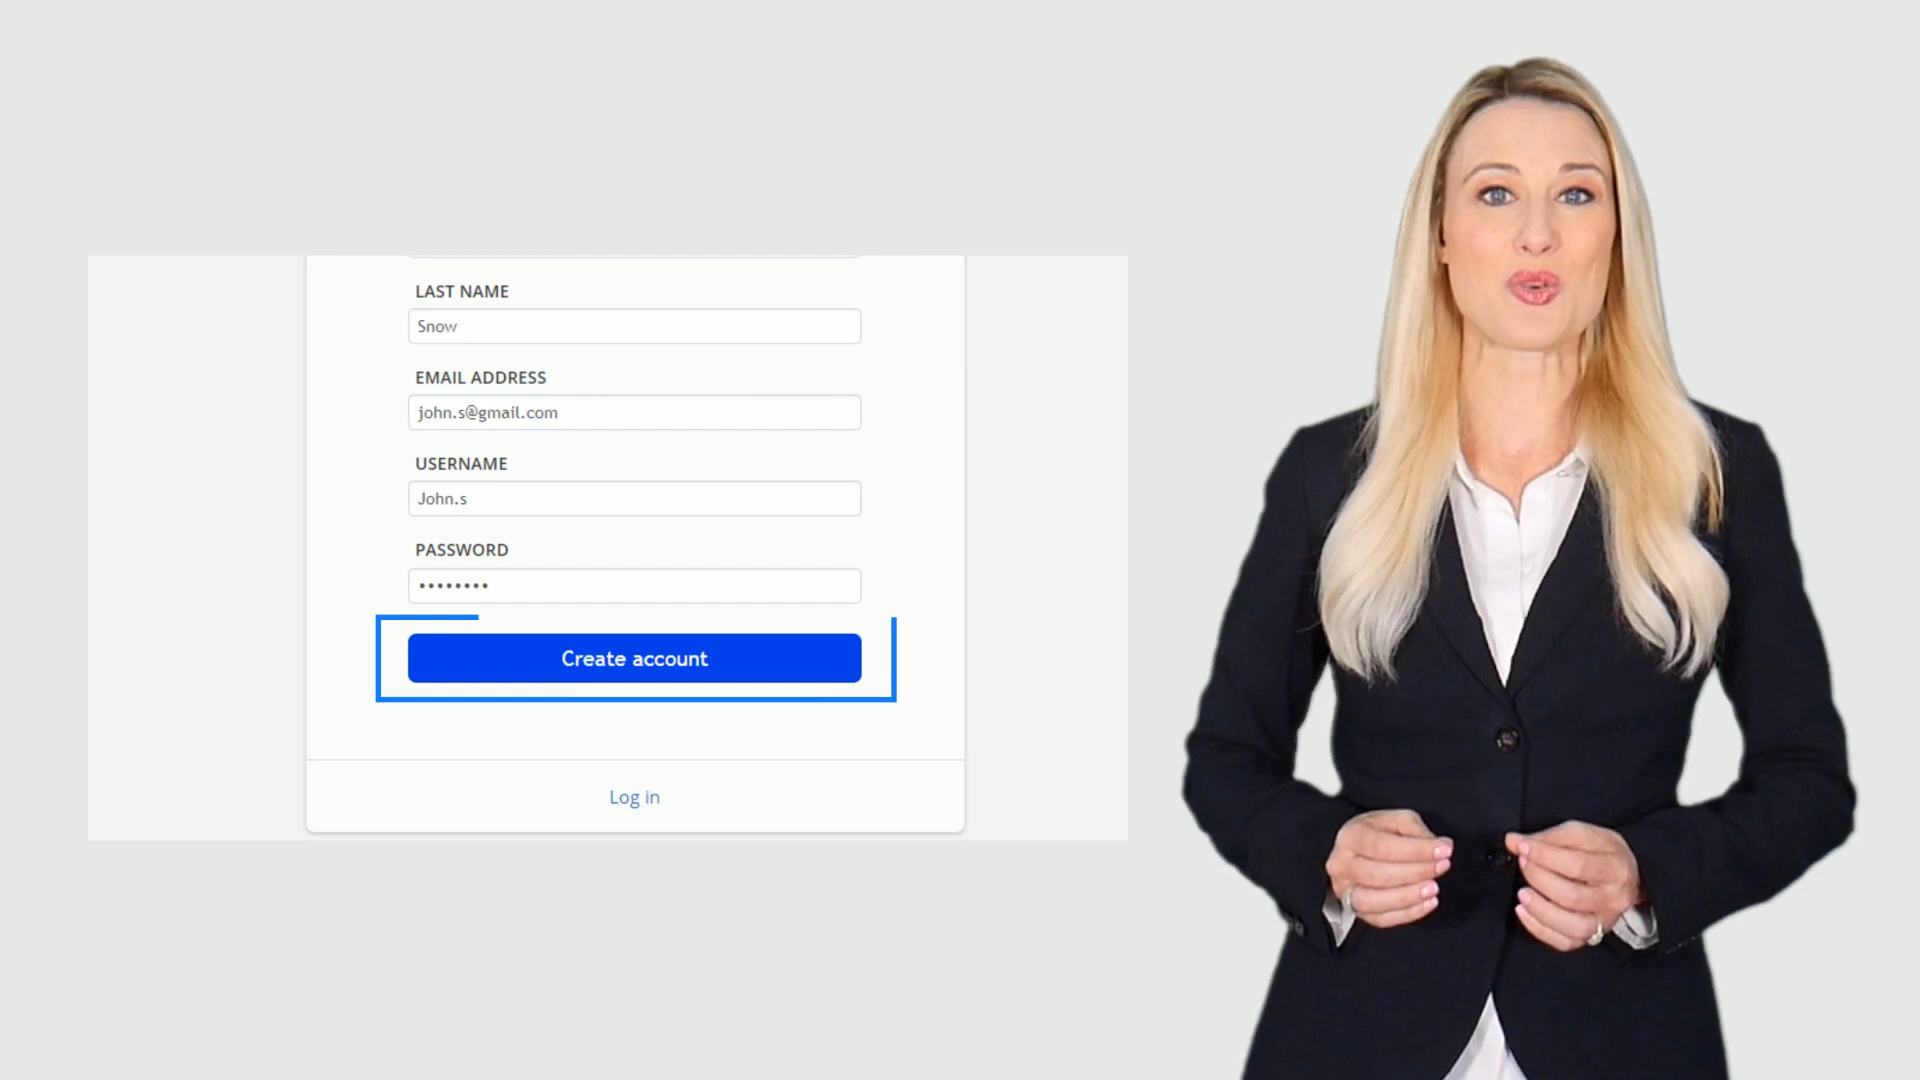 LAST NAME
Snow
EMAIL ADDRESS
john.s@gmail.com
USERNAME
John.s
PASSWORD
••••••••
Create account
Log in